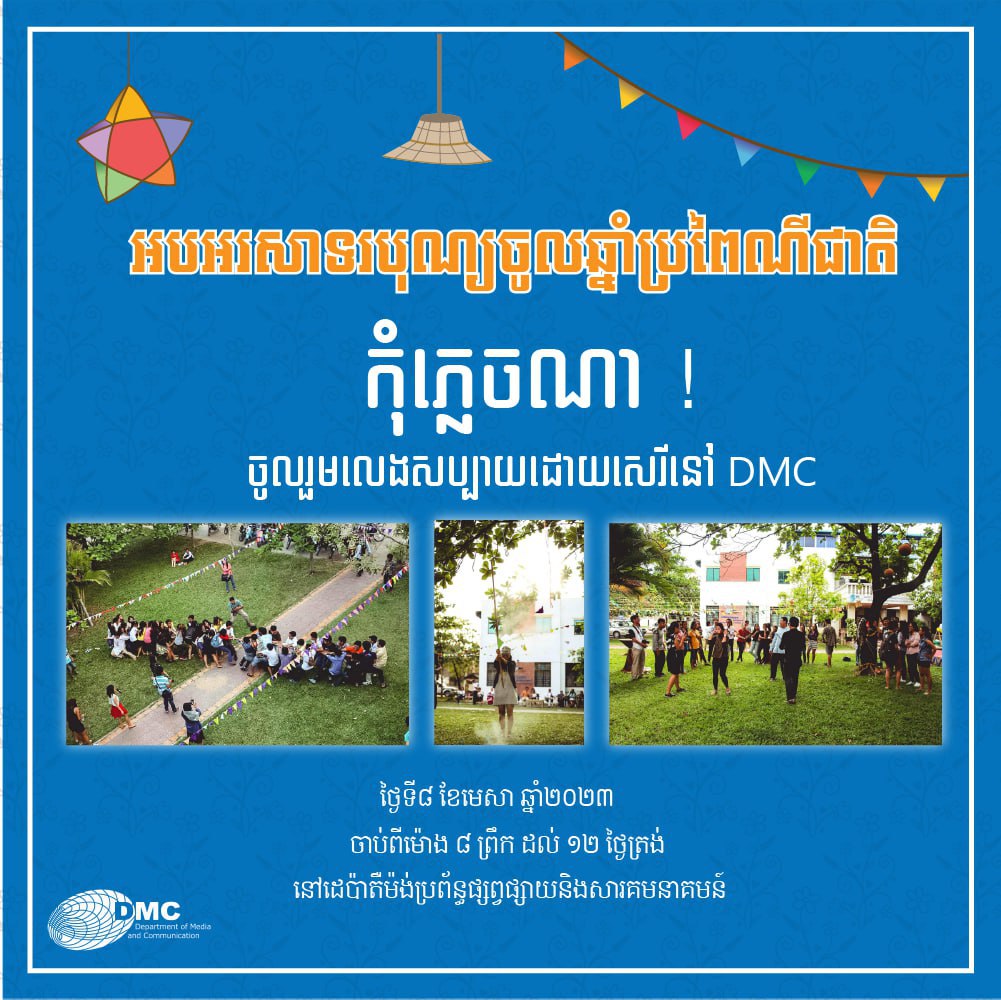 អបអរសាទរបុណ្យចូលឆ្នាំប្រពៃណីជាតិ
កុំភ្លេចណា !
ចូលរួមលេងសប្បាយដោយសេរីនៅ DMC
ថ្ងៃទី៨ ខែមេសា ឆ្នាំ២០២៣
ចាប់ពីម៉ោង ៨ ព្រឹក ដល់ ១២ ថ្ងៃត្រង់
នៅដេប៉ាតឺម៉ង់ប្រព័ន្ធផ្សព្វផ្សាយនិងសារគមនាគមន៍
DMC
Department of Media
and Communication